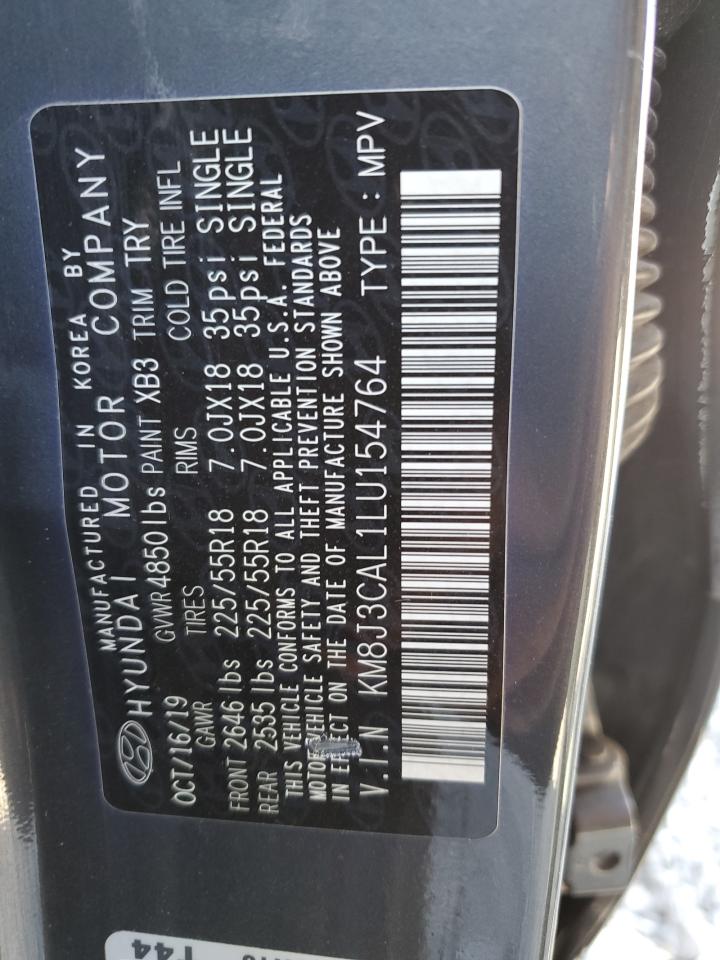 MANUFACTURED IN KOREA BY
HYUNDAI MOTOR COMPANY
OCT/16/19 GVWR 4850 lbs PAINT XB3 TRIM TRY
GAWR TIRES RIMS COLD TIRE INFL
FRONT 2646 lbs 225/55R18 7.0JX18 35psi SINGLE
REAR 2535 lbs 225/55R18 7.0JX18 35psi SINGLE
THIS VEHICLE CONFORMS TO ALL APPLICABLE U.S.A. FEDERAL
MOTOR VEHICLE SAFETY AND THEFT PREVENTION STANDARDS
IN EFFECT ON THE DATE OF MANUFACTURE SHOWN ABOVE
V.I.N KM8J3CAL1LU154764 TYPE : MPV
T44